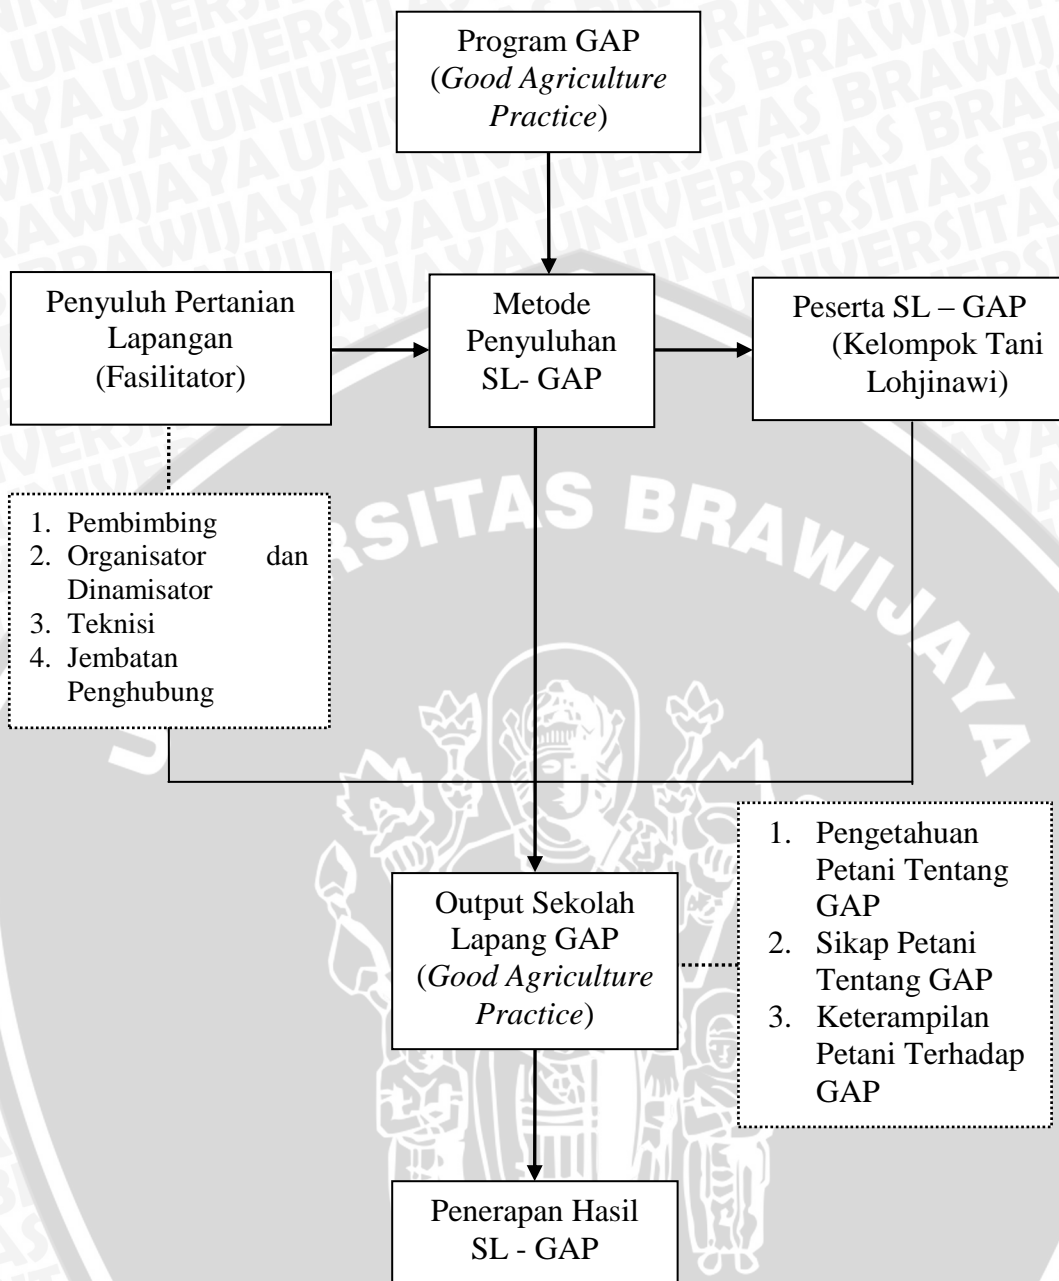 Program GAP
(Good Agriculture
Practice)
Penyuluh Pertanian
Lapangan
(Fasilitator)
Metode
Penyuluhan
SL- GAP
Peserta SL – GAP
(Kelompok Tani
Lohjinawi)
1. Pembimbing
2. Organisator dan
Dinamisator
3. Teknisi
4. Jembatan
Penghubung
Output Sekolah
Lapang GAP
(Good Agriculture
Practice)
1. Pengetahuan
Petani Tentang
GAP
2. Sikap Petani
Tentang GAP
3. Keterampilan
Petani Terhadap
GAP
Penerapan Hasil
SL - GAP
UNIVERSITAS BRAWIJAYA